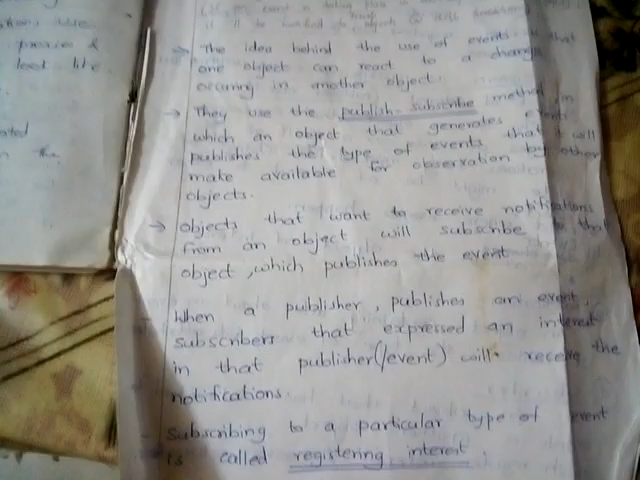 proxies &
The idea behind the use of events is that
one object can react to a change
occuring in another object.
→ They use the publish-subscribe method, in
which an object that generates events
publishes the type of events that it will
make available for observation by other
objects.
→ objects that want to receive notifications
from an object will subscribe to that
object, which publishes the event
When a publisher, publishes an event,
subscribers that expressed an interest
in that publisher(/event) will receive the
notifications.
Subscribing to a particular type of event
is called registering interest.